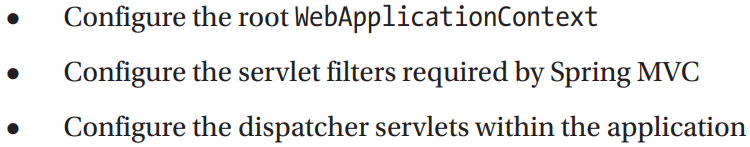 • Configure the root WebApplicationContext
• Configure the servlet filters required by Spring MVC
• Configure the dispatcher servlets within the application